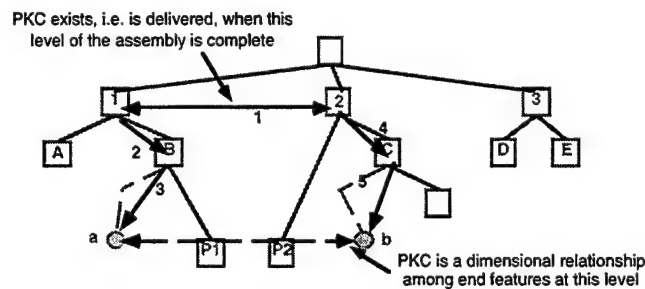 PKC exists, i.e. is delivered, when this
level of the assembly is complete
1
2
3
1
4
A
2
B
C
D
E
3
5
a
P1
P2
b
PKC is a dimensional relationship
among end features at this level